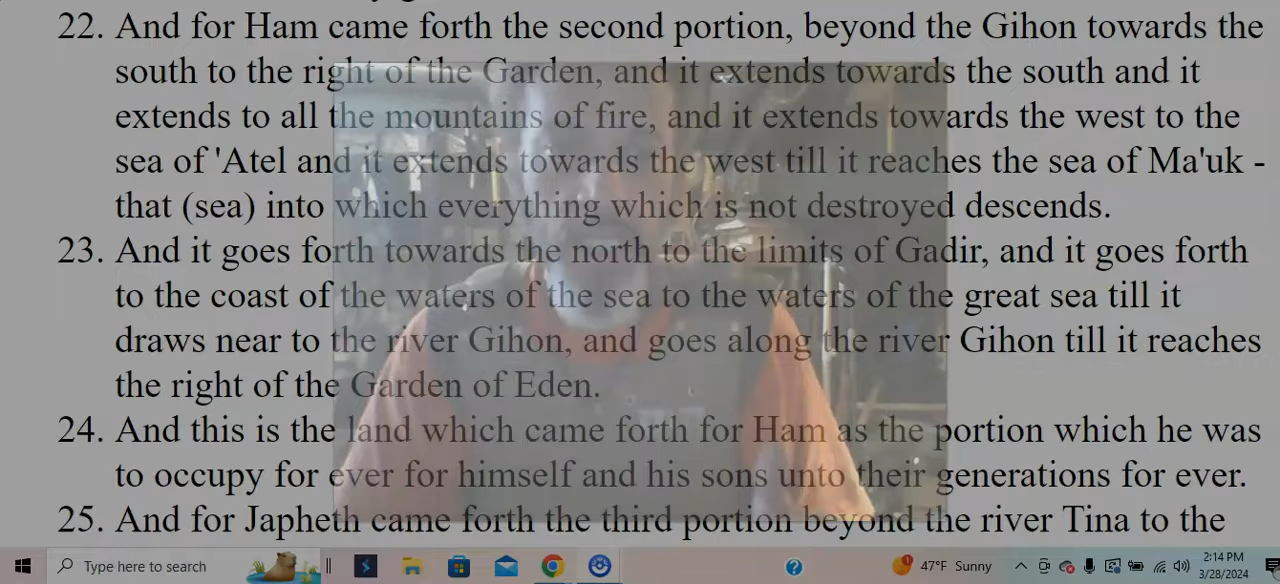 22. And for Ham came forth the second portion, beyond the Gihon towards the
south to the right of the Garden, and it extends towards the south and it
extends to all the mountains of fire, and it extends towards the west to the
sea of 'Atel and it extends towards the west till it reaches the sea of Ma'uk -
that (sea) into which everything which is not destroyed descends.
23. And it goes forth towards the north to the limits of Gadir, and it goes forth
to the coast of the waters of the sea to the waters of the great sea till it
draws near to the river Gihon, and goes along the river Gihon till it reaches
the right of the Garden of Eden.
24. And this is the land which came forth for Ham as the portion which he was
to occupy for ever for himself and his sons unto their generations for ever.
25. And for Japheth came forth the third portion beyond the river Tina to the
Type here to search
47°F Sunny
2:14 PM
3/28/2024